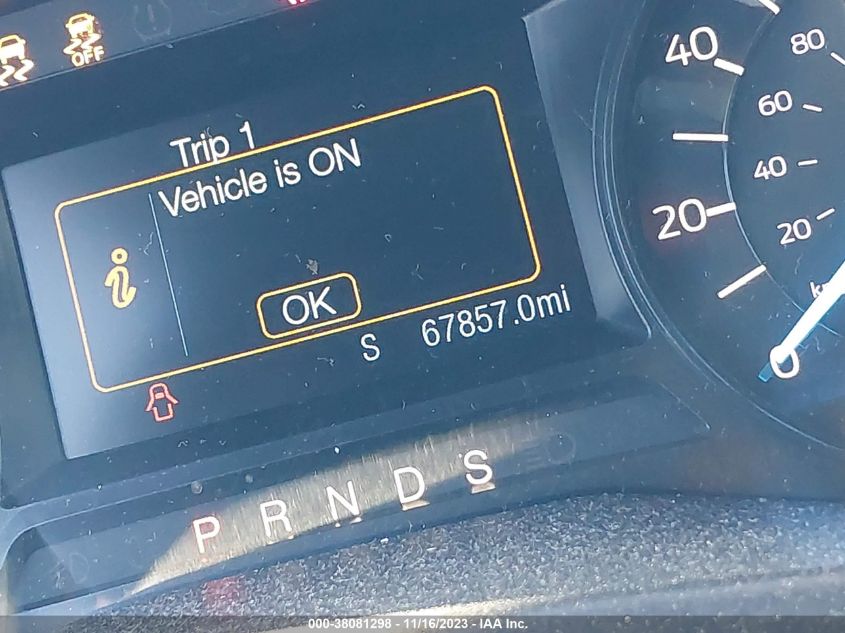 OFF
40
80
Trip 1
60
Vehicle is ON
40
20
20
OK
S 67857.0mi
0
P R N D S
000-38081298 - 11/16/2023 - IAA Inc.